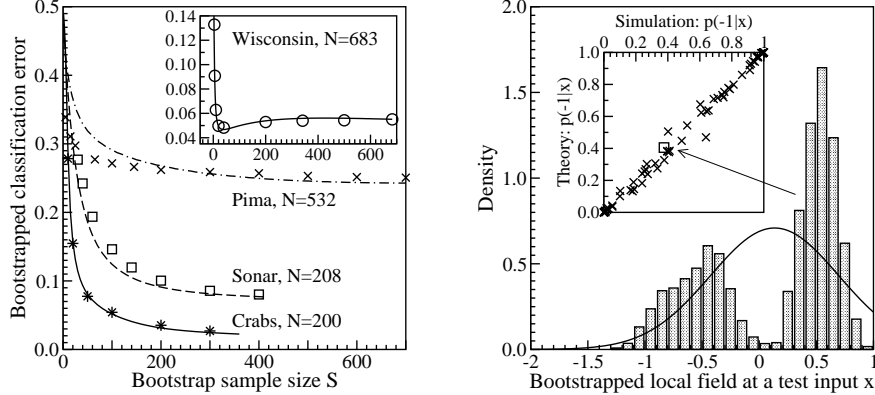 Bootstrapped classification error
0.5
0.4
0.3
0.2
0.1
0.0
0 100 200 300 400 500 600 700
Bootstrap sample size S
Pima, N=532
Sonar, N=208
Crabs, N=200
Wisconsin, N=683
0.14
0.12
0.10
0.08
0.06
0.04
0 200 400 600
Density
2.0
1.5
1.0
0.5
0.0
-2 -1.5 -1 -0.5 0 0.5 1
Bootstrapped local field at a test input x
Simulation: p(-1|x)
0 0.2 0.4 0.6 0.8 1
Theory: p(-1|x)
1.0
0.8
0.6
0.4
0.2
0.0